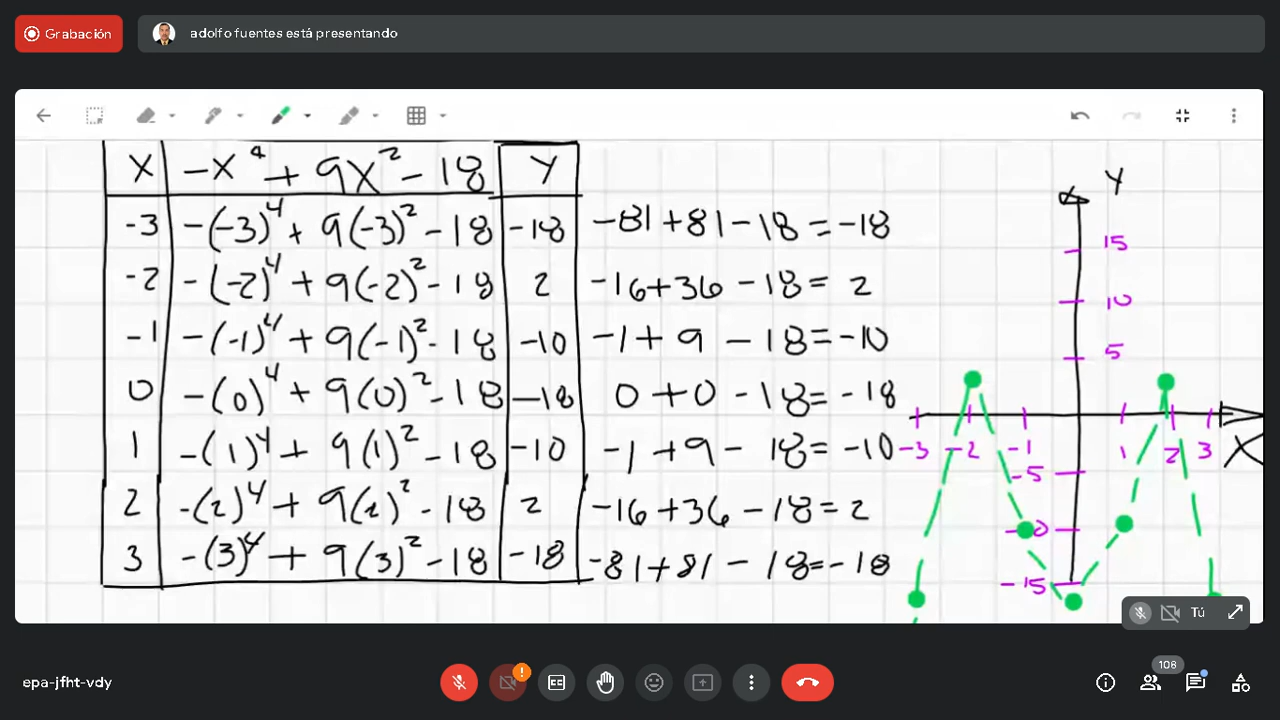 Grabación
adolfo fuentes está presentando
X -X⁴ + 9X² - 18 Y
-3 -(-3)⁴ + 9(-3)² - 18 -18 -81+81-18=-18
-2 -(-2)⁴ + 9(-2)² - 18 2 -16+36-18=2
-1 -(-1)⁴ + 9(-1)² - 18 -10 -1+9-18=-10
0 -(0)⁴ + 9(0)² - 18 -18 0+0-18=-18
1 -(1)⁴ + 9(1)² - 18 -10 -1+9-18=-10
2 -(2)⁴ + 9(2)² - 18 2 -16+36-18=2
3 -(3)⁴ + 9(3)² - 18 -18 -81+81-18=-18
Y
15
10
5
-3 -2 -1 1 2 3 X
-5
-10
-15
Tú
epa-jfht-vdy
108